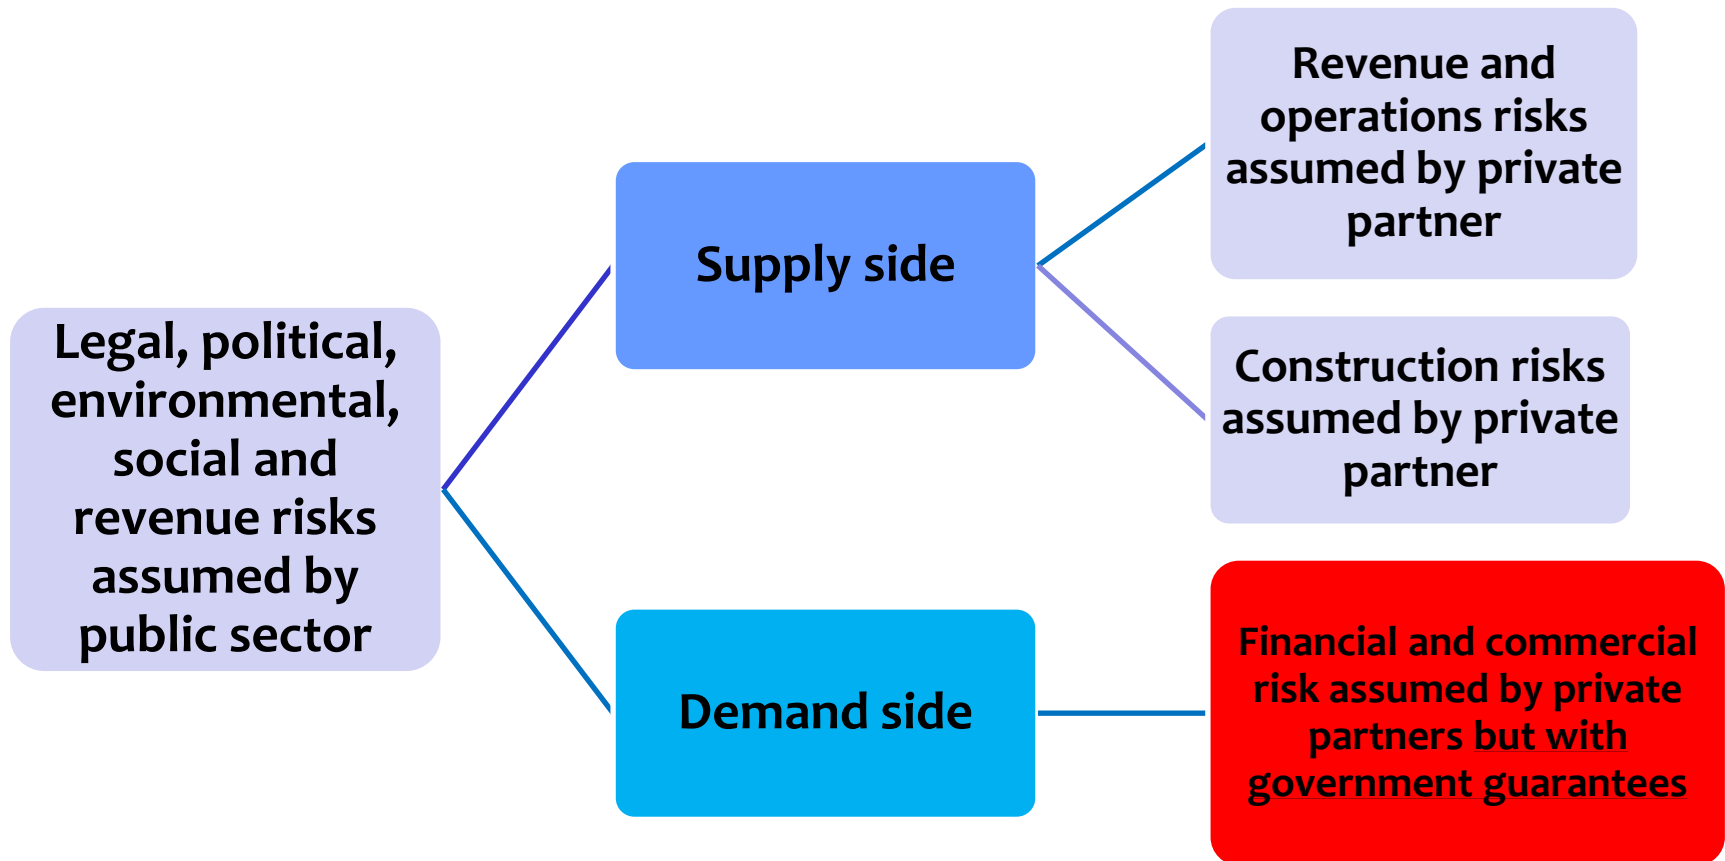 Legal, political,
environmental,
social and
revenue risks
assumed by
public sector
Supply side
Revenue and
operations risks
assumed by private
partner
Construction risks
assumed by private
partner
Demand side
Financial and commercial
risk assumed by private
partners but with
government guarantees